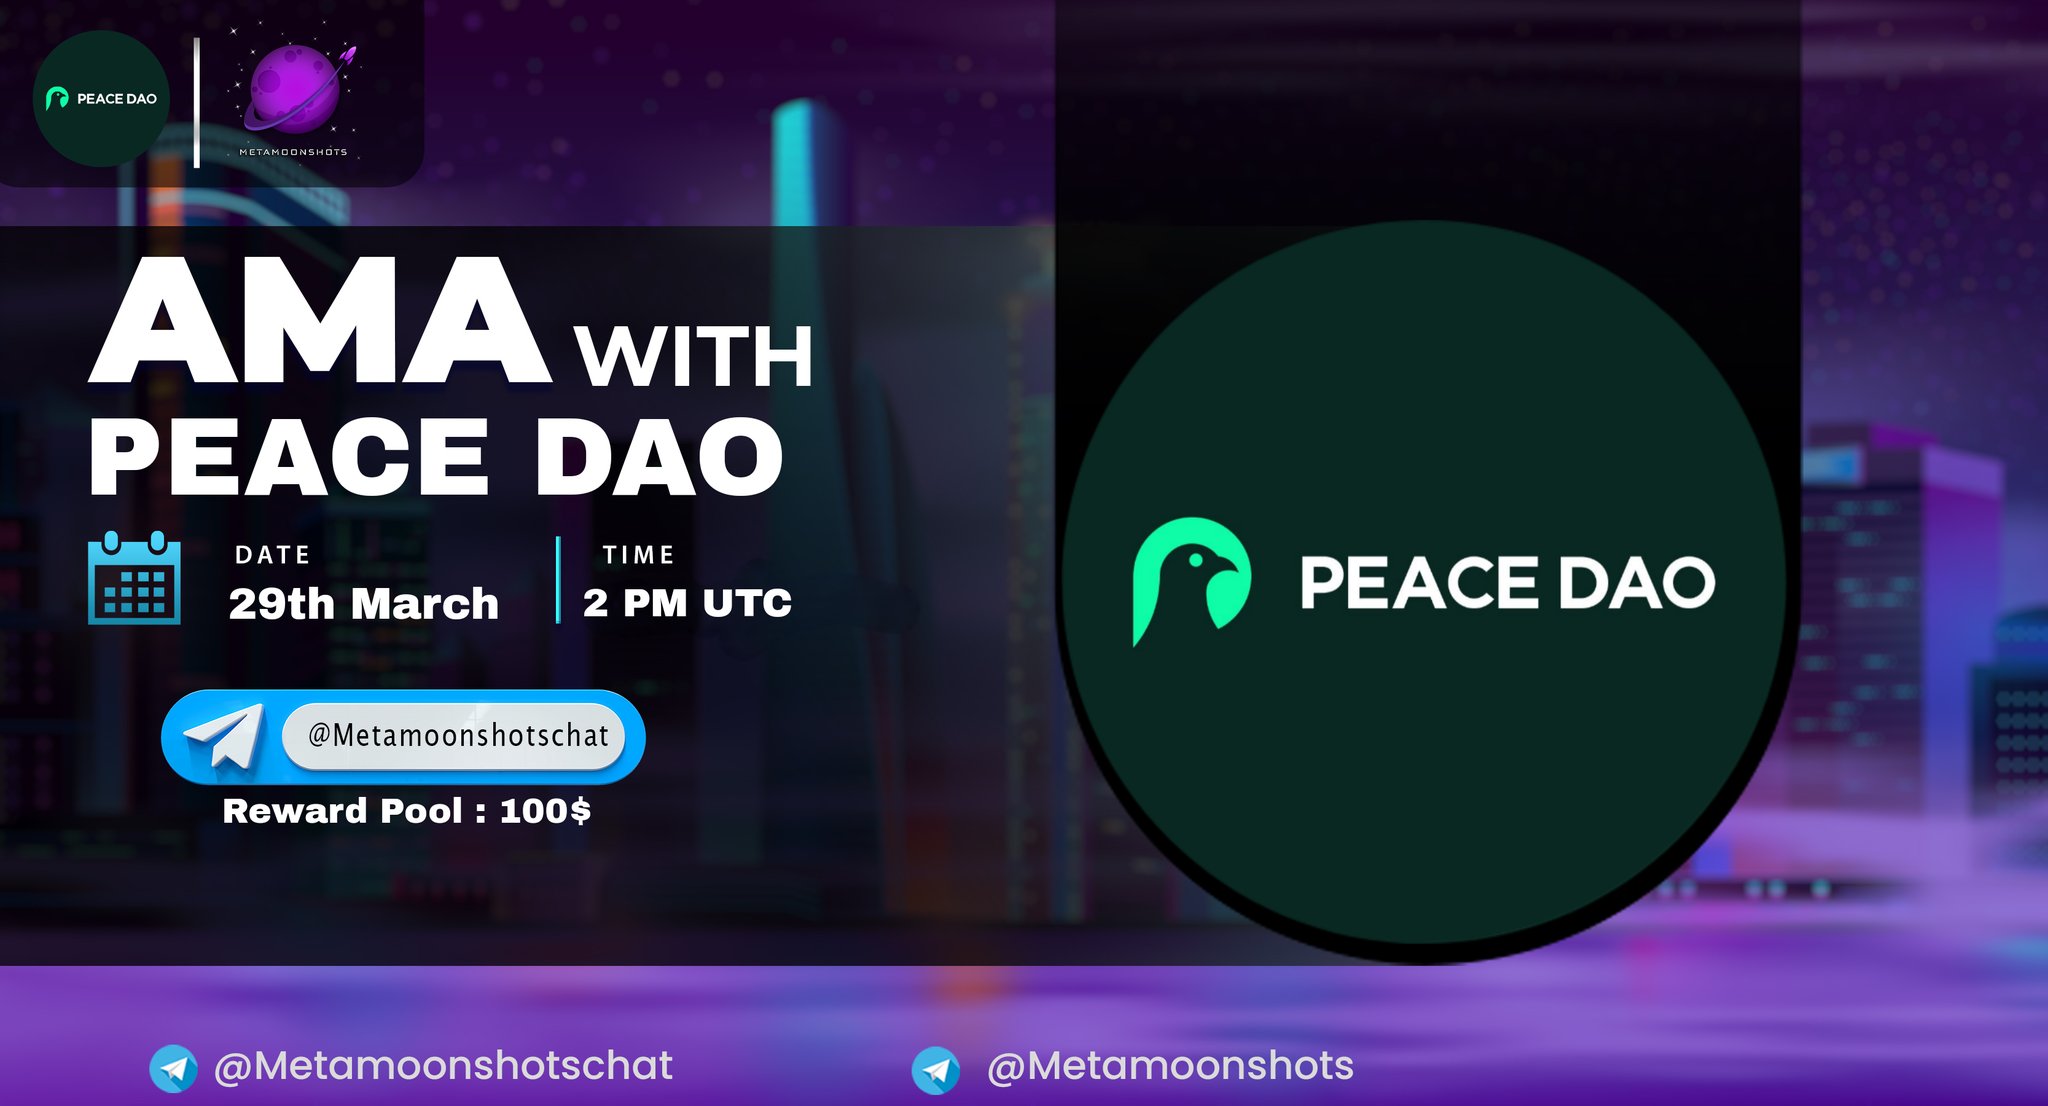 PEACE DAO
METAMOONSHOTS
AMA WITH
PEACE DAO
DATE
29th March
TIME
2 PM UTC
@Metamoonshotschat
Reward Pool : 100$
PEACE DAO
@Metamoonshotschat
@Metamoonshots